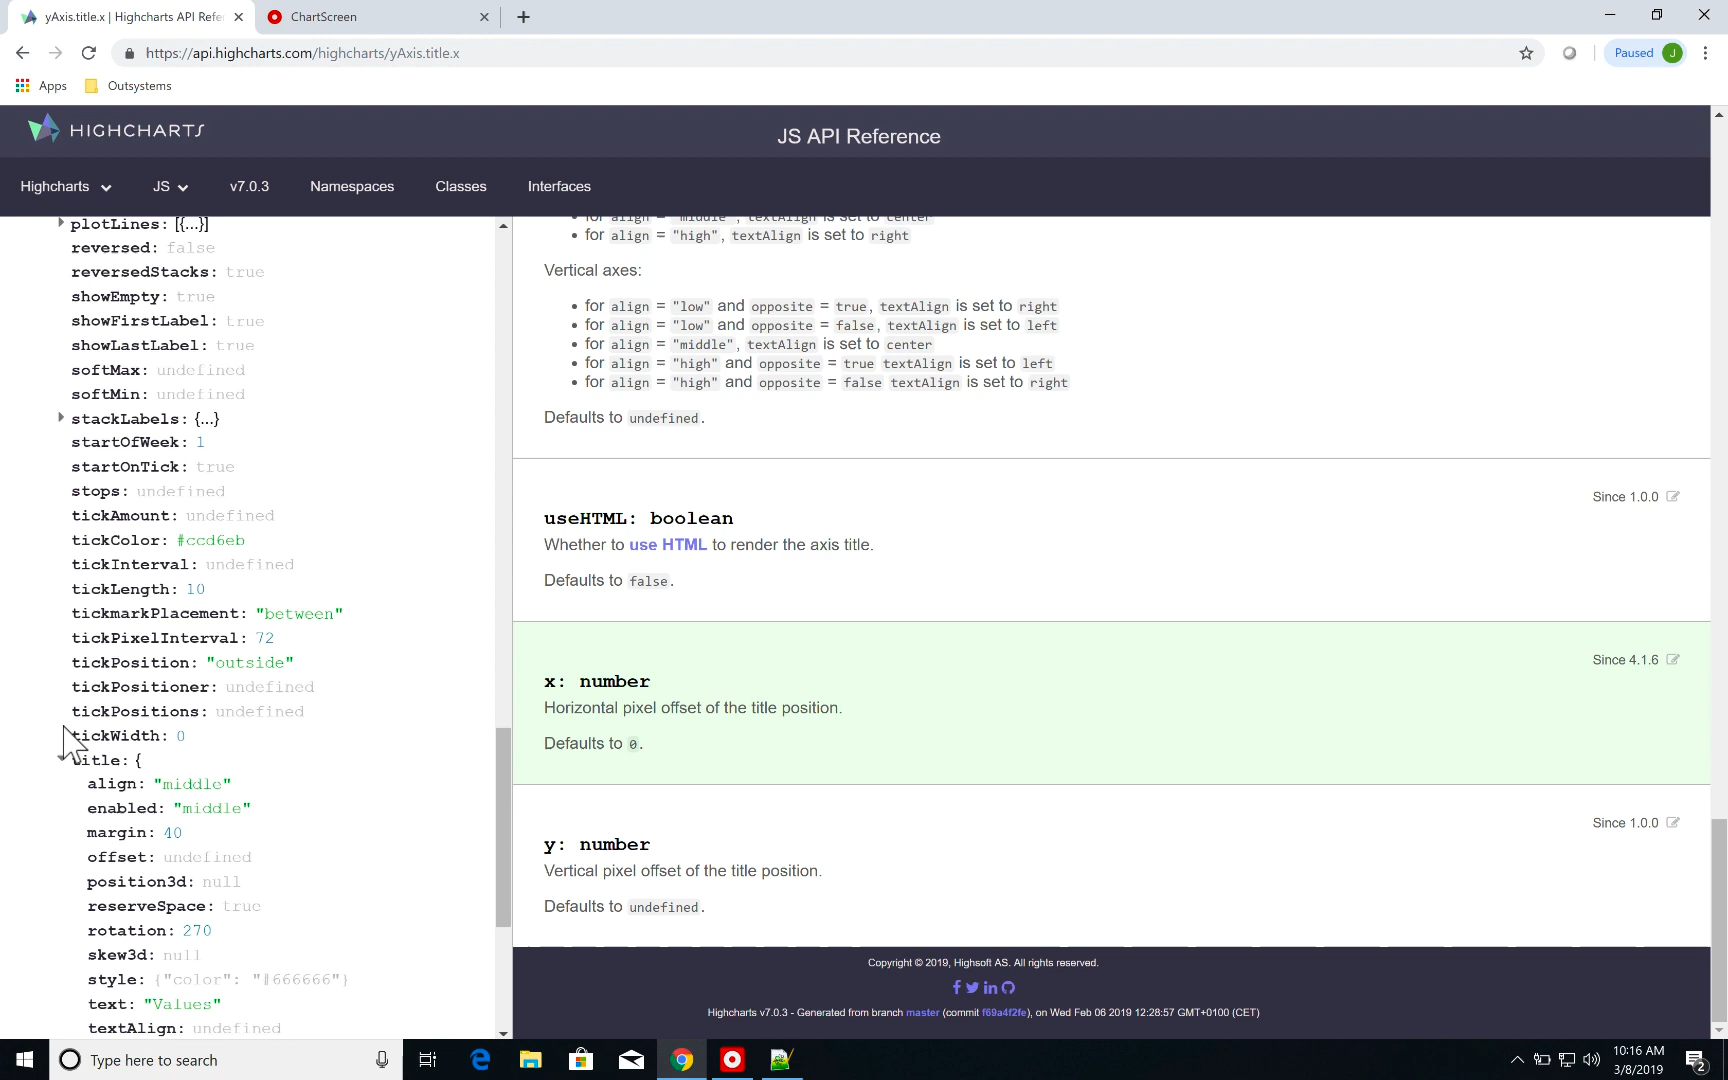 yAxis.title.x | Highcharts API Refe
ChartScreen
https://api.highcharts.com/highcharts/yAxis.title.x
Paused
J
Apps
Outsystems
HIGHCHARTS
JS API Reference
Highcharts
JS
v7.0.3
Namespaces
Classes
Interfaces
plotLines: [{...}]
reversed: false
reversedStacks: true
showEmpty: true
showFirstLabel: true
showLastLabel: true
softMax: undefined
softMin: undefined
stackLabels: {...}
startOfWeek: 1
startOnTick: true
stops: undefined
tickAmount: undefined
tickColor: #ccd6eb
tickInterval: undefined
tickLength: 10
tickmarkPlacement: "between"
tickPixelInterval: 72
tickPosition: "outside"
tickPositioner: undefined
tickPositions: undefined
tickWidth: 0
title: {
align: "middle"
enabled: "middle"
margin: 40
offset: undefined
position3d: null
reserveSpace: true
rotation: 270
skew3d: null
style: {"color": "#666666"}
text: "Values"
textAlign: undefined
for align = "middle", textAlign is set to center
for align = "high", textAlign is set to right
Vertical axes:
for align = "low" and opposite = true, textAlign is set to right
for align = "low" and opposite = false, textAlign is set to left
for align = "middle", textAlign is set to center
for align = "high" and opposite = true textAlign is set to left
for align = "high" and opposite = false textAlign is set to right
Defaults to undefined.
Since 1.0.0
useHTML: boolean
Whether to use HTML to render the axis title.
Defaults to false.
Since 4.1.6
x: number
Horizontal pixel offset of the title position.
Defaults to 0.
Since 1.0.0
y: number
Vertical pixel offset of the title position.
Defaults to undefined.
Copyright © 2019, Highsoft AS. All rights reserved.
Highcharts v7.0.3 - Generated from branch master (commit f69a4f2fe), on Wed Feb 06 2019 12:28:57 GMT+0100 (CET)
Type here to search
10:16 AM
3/8/2019
2